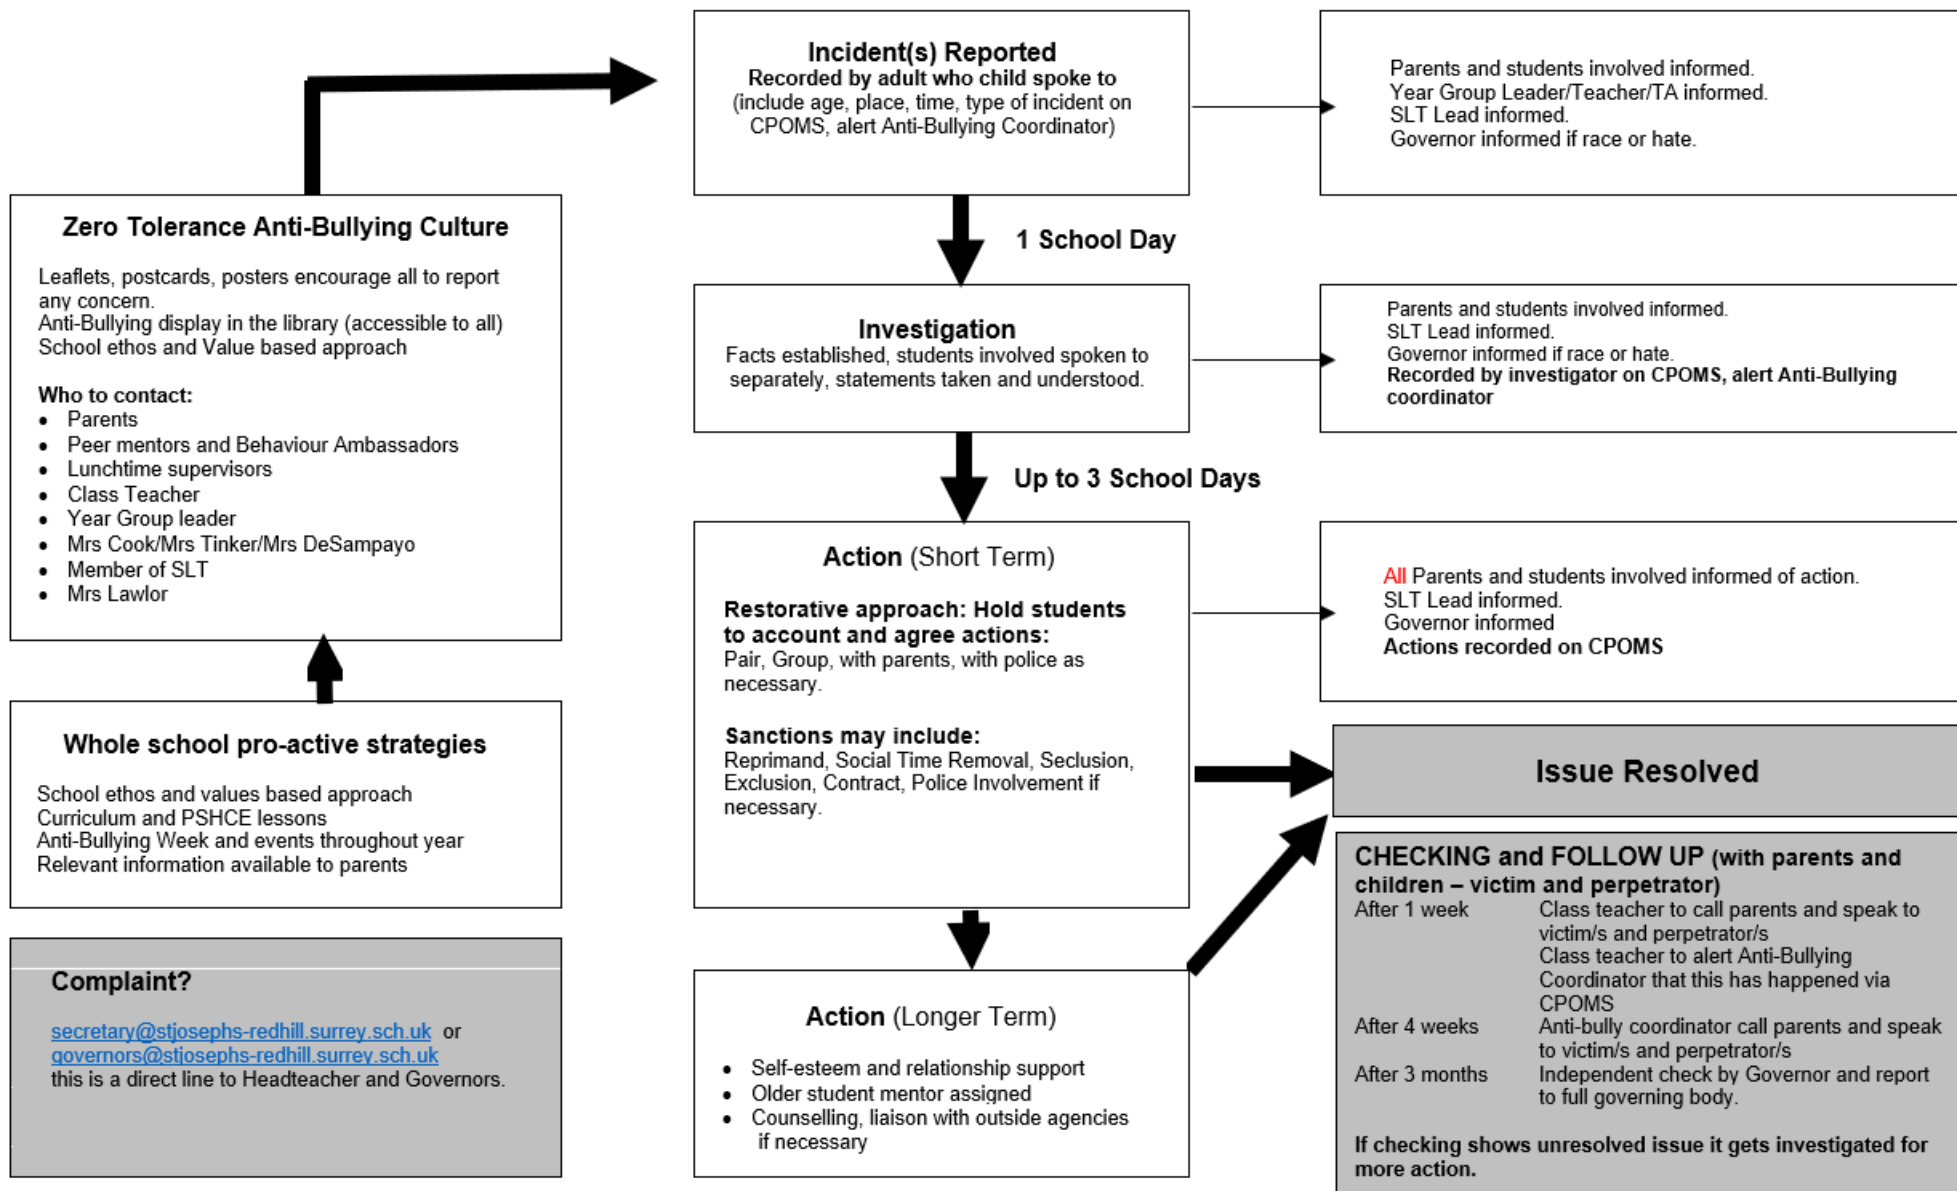 Incident(s) Reported
Recorded by adult who child spoke to
(include age, place, time, type of incident on
CPOMS, alert Anti-Bullying Coordinator)
Parents and students involved informed.
Year Group Leader/Teacher/TA informed.
SLT Lead informed.
Governor informed if race or hate.
Zero Tolerance Anti-Bullying Culture
Leaflets, postcards, posters encourage all to report
any concern.
Anti-Bullying display in the library (accessible to all)
School ethos and Value based approach
Who to contact:
• Parents
• Peer mentors and Behaviour Ambassadors
• Lunchtime supervisors
• Class Teacher
• Year Group leader
• Mrs Cook/Mrs Tinker/Mrs DeSampayo
• Member of SLT
• Mrs Lawlor
1 School Day
Investigation
Facts established, students involved spoken to
separately, statements taken and understood.
Parents and students involved informed.
SLT Lead informed.
Governor informed if race or hate.
Recorded by investigator on CPOMS, alert Anti-Bullying
coordinator
Up to 3 School Days
Action (Short Term)
Restorative approach: Hold students
to account and agree actions:
Pair, Group, with parents, with police as
necessary.
Sanctions may include:
Reprimand, Social Time Removal, Seclusion,
Exclusion, Contract, Police Involvement if
necessary.
All Parents and students involved informed of action.
SLT Lead informed.
Governor informed
Actions recorded on CPOMS
Whole school pro-active strategies
School ethos and values based approach
Curriculum and PSHCE lessons
Anti-Bullying Week and events throughout year
Relevant information available to parents
Issue Resolved
CHECKING and FOLLOW UP (with parents and
children – victim and perpetrator)
After 1 week Class teacher to call parents and speak to
victim/s and perpetrator/s
Class teacher to alert Anti-Bullying
Coordinator that this has happened via
CPOMS
After 4 weeks Anti-bully coordinator call parents and speak
to victim/s and perpetrator/s
After 3 months Independent check by Governor and report
to full governing body.
If checking shows unresolved issue it gets investigated for
more action.
Complaint?
secretary@stjosephs-redhill.surrey.sch.uk or
governors@stjosephs-redhill.surrey.sch.uk
this is a direct line to Headteacher and Governors.
Action (Longer Term)
• Self-esteem and relationship support
• Older student mentor assigned
• Counselling, liaison with outside agencies
if necessary